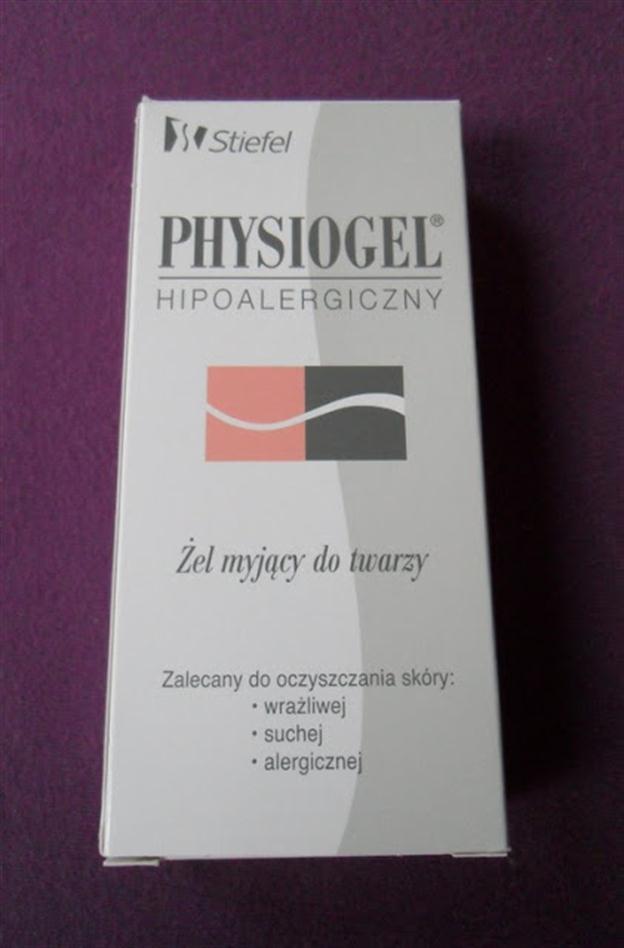 Stiefel
PHYSIOGEL®
HIPOALERGICZNY
Żel myjący do twarzy
Zalecany do oczyszczania skóry:
• wrażliwej
• suchej
• alergicznej